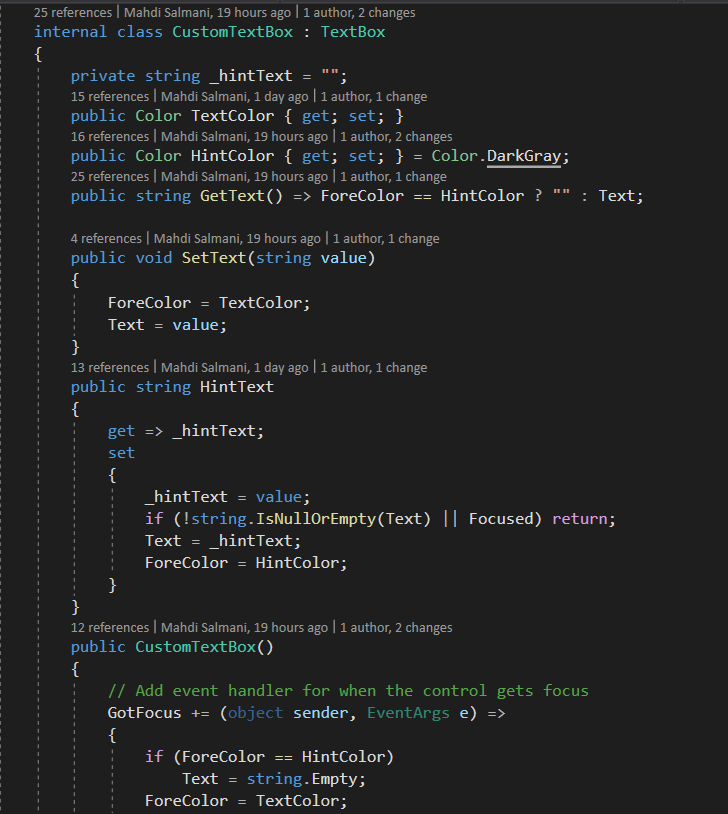 25 references | Mahdi Salmani, 19 hours ago | 1 author, 2 changes
internal class CustomTextBox : TextBox
{
private string _hintText = "";
15 references | Mahdi Salmani, 1 day ago | 1 author, 1 change
public Color TextColor { get; set; }
16 references | Mahdi Salmani, 19 hours ago | 1 author, 2 changes
public Color HintColor { get; set; } = Color.DarkGray;
25 references | Mahdi Salmani, 19 hours ago | 1 author, 1 change
public string GetText() => ForeColor == HintColor ? "" : Text;
4 references | Mahdi Salmani, 19 hours ago | 1 author, 1 change
public void SetText(string value)
{
ForeColor = TextColor;
Text = value;
}
13 references | Mahdi Salmani, 1 day ago | 1 author, 1 change
public string HintText
{
get => _hintText;
set
{
_hintText = value;
if (!string.IsNullOrEmpty(Text) || Focused) return;
Text = _hintText;
ForeColor = HintColor;
}
}
12 references | Mahdi Salmani, 19 hours ago | 1 author, 2 changes
public CustomTextBox()
{
// Add event handler for when the control gets focus
GotFocus += (object sender, EventArgs e) =>
{
if (ForeColor == HintColor)
Text = string.Empty;
ForeColor = TextColor;